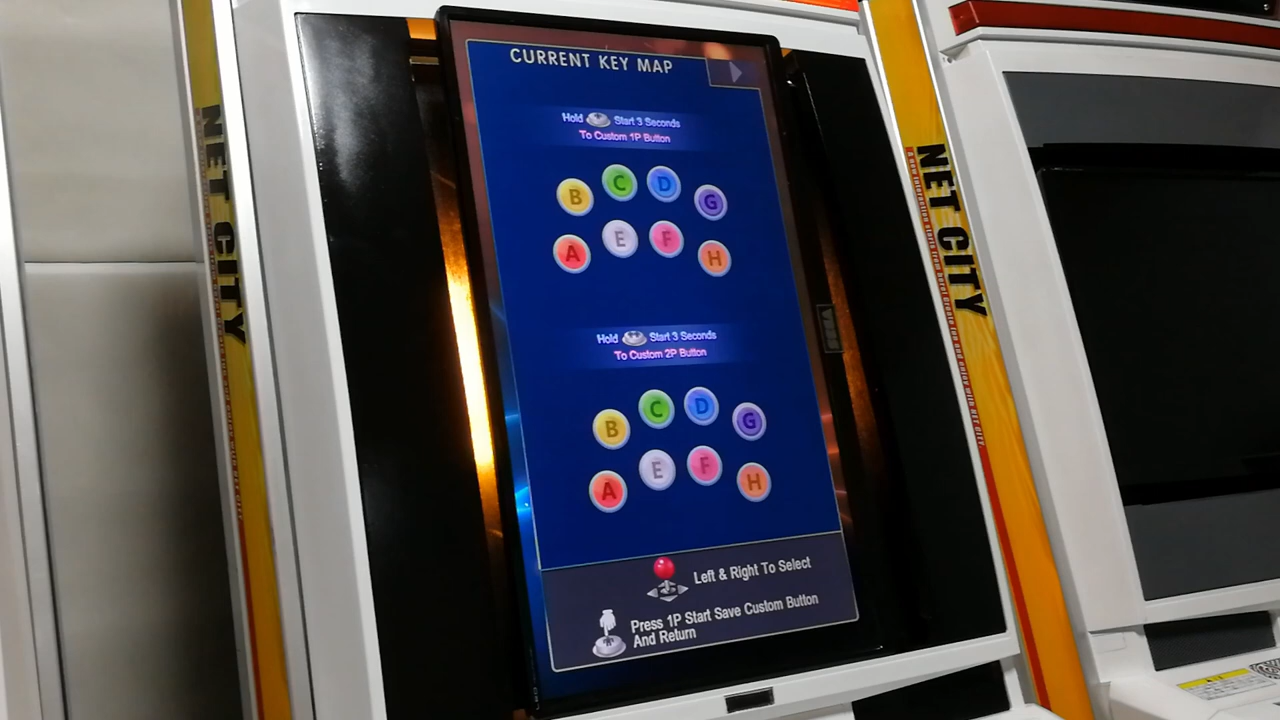 CURRENT KEY MAP
Hold Start 3 Seconds
To Custom 1P Button
B C D G
A E F H
Hold Start 3 Seconds
To Custom 2P Button
B C D G
A E F H
Left & Right To Select
Press 1P Start Save Custom Button
And Return
NET CITY
NET CITY